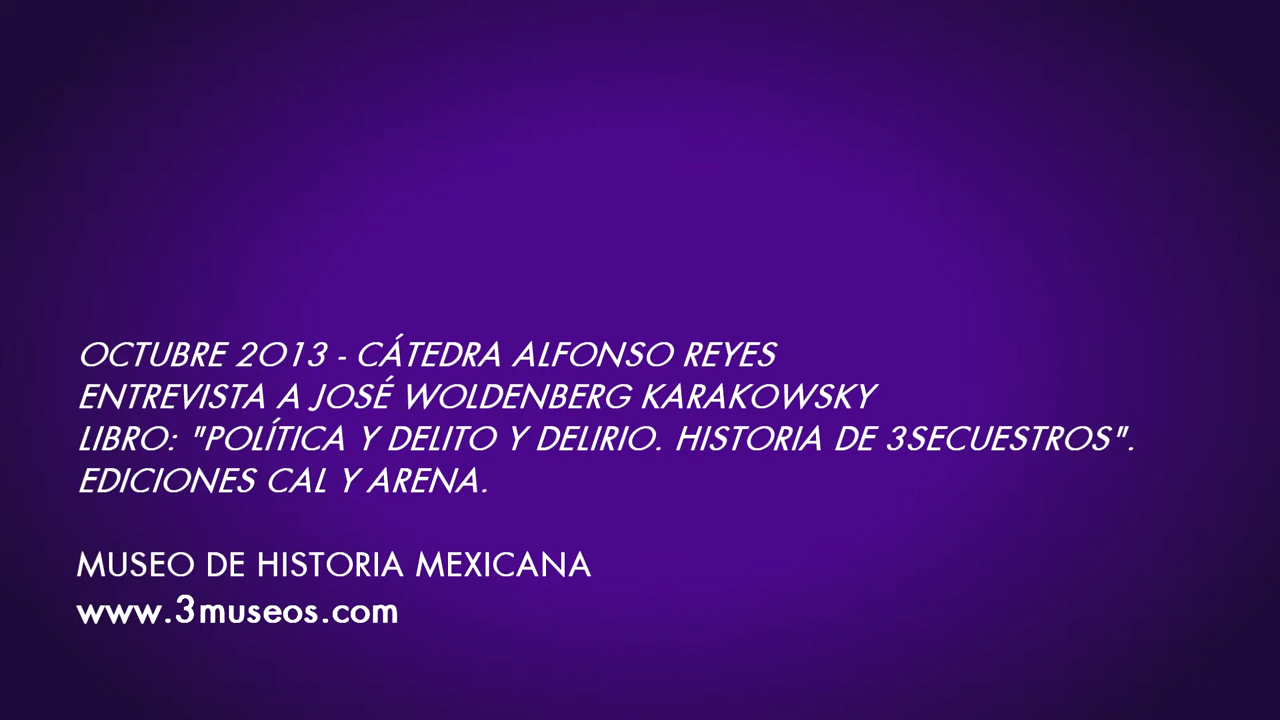 OCTUBRE 2013 - CÁTEDRA ALFONSO REYES
ENTREVISTA A JOSÉ WOLDENBERG KARAKOWSKY
LIBRO: "POLÍTICA Y DELITO Y DELIRIO. HISTORIA DE 3SECUESTROS".
EDICIONES CAL Y ARENA.
MUSEO DE HISTORIA MEXICANA
www.3museos.com